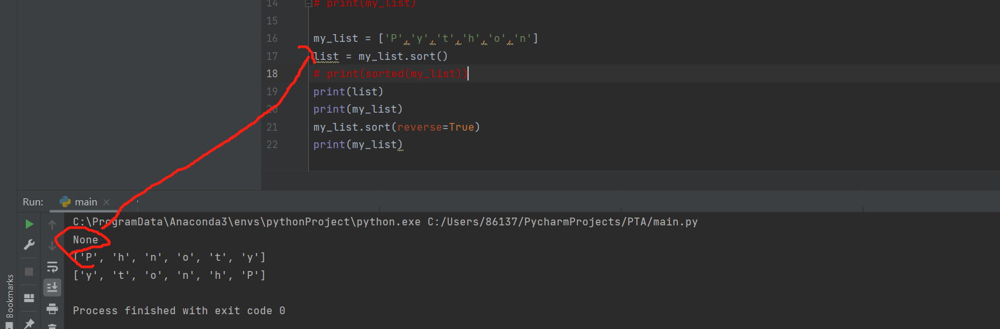 14 # print(my_list)
15
16 my_list = ['P','y','t','h','o','n']
17 list = my_list.sort()
18 # print(sorted(my_list))
19 print(list)
20 print(my_list)
21 my_list.sort(reverse=True)
22 print(my_list)
Run: main
C:\ProgramData\Anaconda3\envs\pythonProject\python.exe C:/Users/86137/PycharmProjects/PTA/main.py
None
['P', 'h', 'n', 'o', 't', 'y']
['y', 't', 'o', 'n', 'h', 'P']
Process finished with exit code 0
Bookmarks